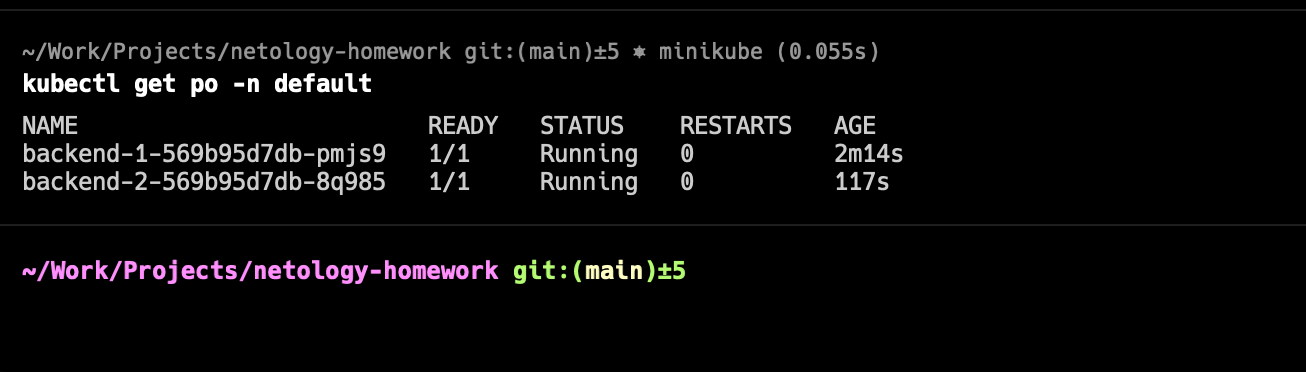 ~/Work/Projects/netology-homework git:(main)±5 ⎈ minikube (0.055s)
kubectl get po -n default
NAME                         READY   STATUS    RESTARTS   AGE
backend-1-569b95d7db-pmjs9   1/1     Running   0          2m14s
backend-2-569b95d7db-8q985   1/1     Running   0          117s
~/Work/Projects/netology-homework git:(main)±5